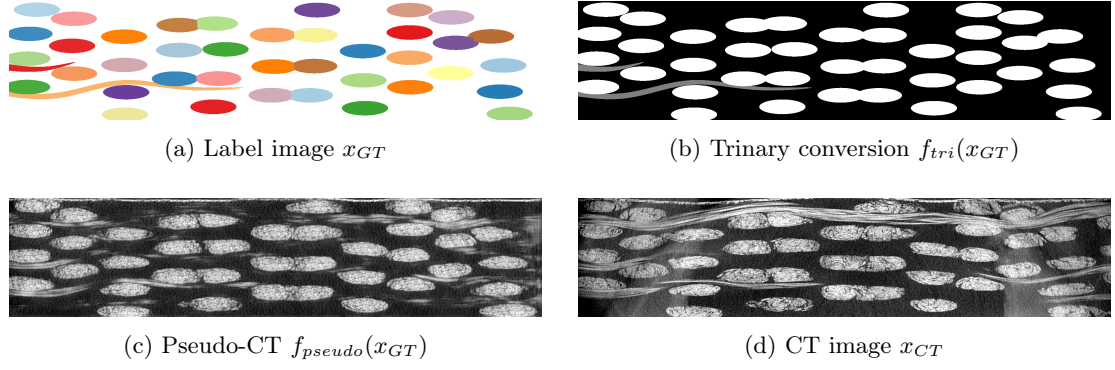 (a) Label image x_GT
(b) Trinary conversion f_tri(x_GT)
(c) Pseudo-CT f_pseudo(x_GT)
(d) CT image x_CT